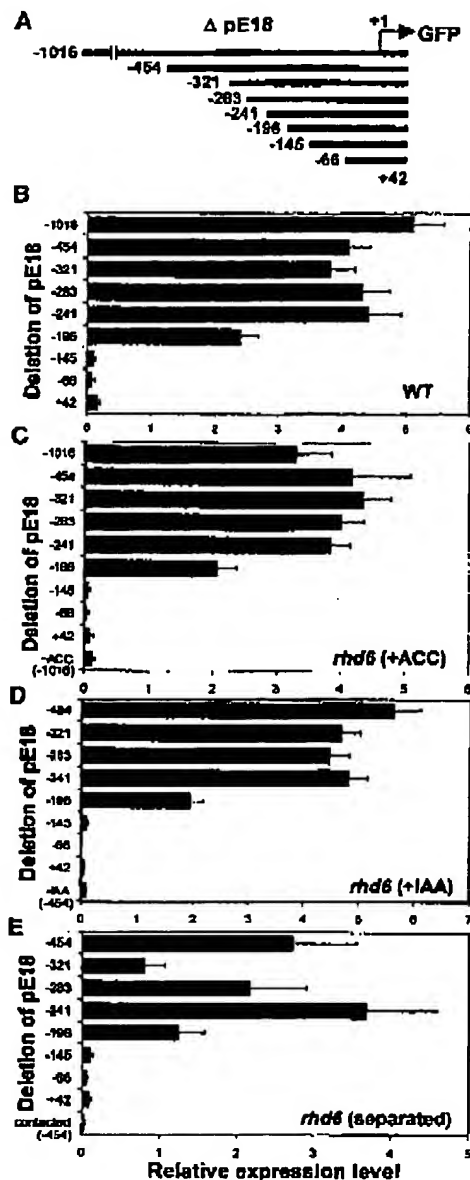 A
Δ pE18
+1
GFP
-1016
-454
-321
-283
-241
-196
-145
-66
+42
B
Deletion of pE18
-1016
-454
-321
-283
-241
-196
-145
-66
+42
WT
0 1 2 3 4 5 6
C
Deletion of pE18
-1016
-454
-321
-283
-241
-196
-145
-66
+42
-ACC
(-1016)
rhd6 (+ACC)
0 1 2 3 4 5 6
D
Deletion of pE18
-454
-321
-283
-241
-196
-145
-66
+42
-IAA
(-454)
rhd6 (+IAA)
0 1 2 3 4 5 6 7
E
Deletion of pE18
-454
-321
-283
-241
-196
-145
-66
+42
contacted
(-454)
rhd6 (separated)
0 1 2 3 4 5
Relative expression level